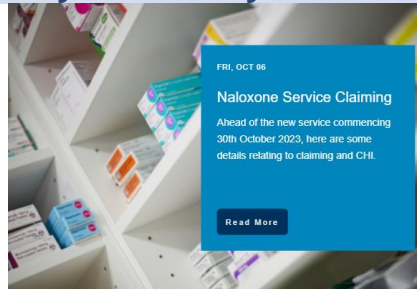 FRI, OCT 06
Naloxone Service Claiming
Ahead of the new service commencing
30th October 2023, here are some
details relating to claiming and CHI.
Read More